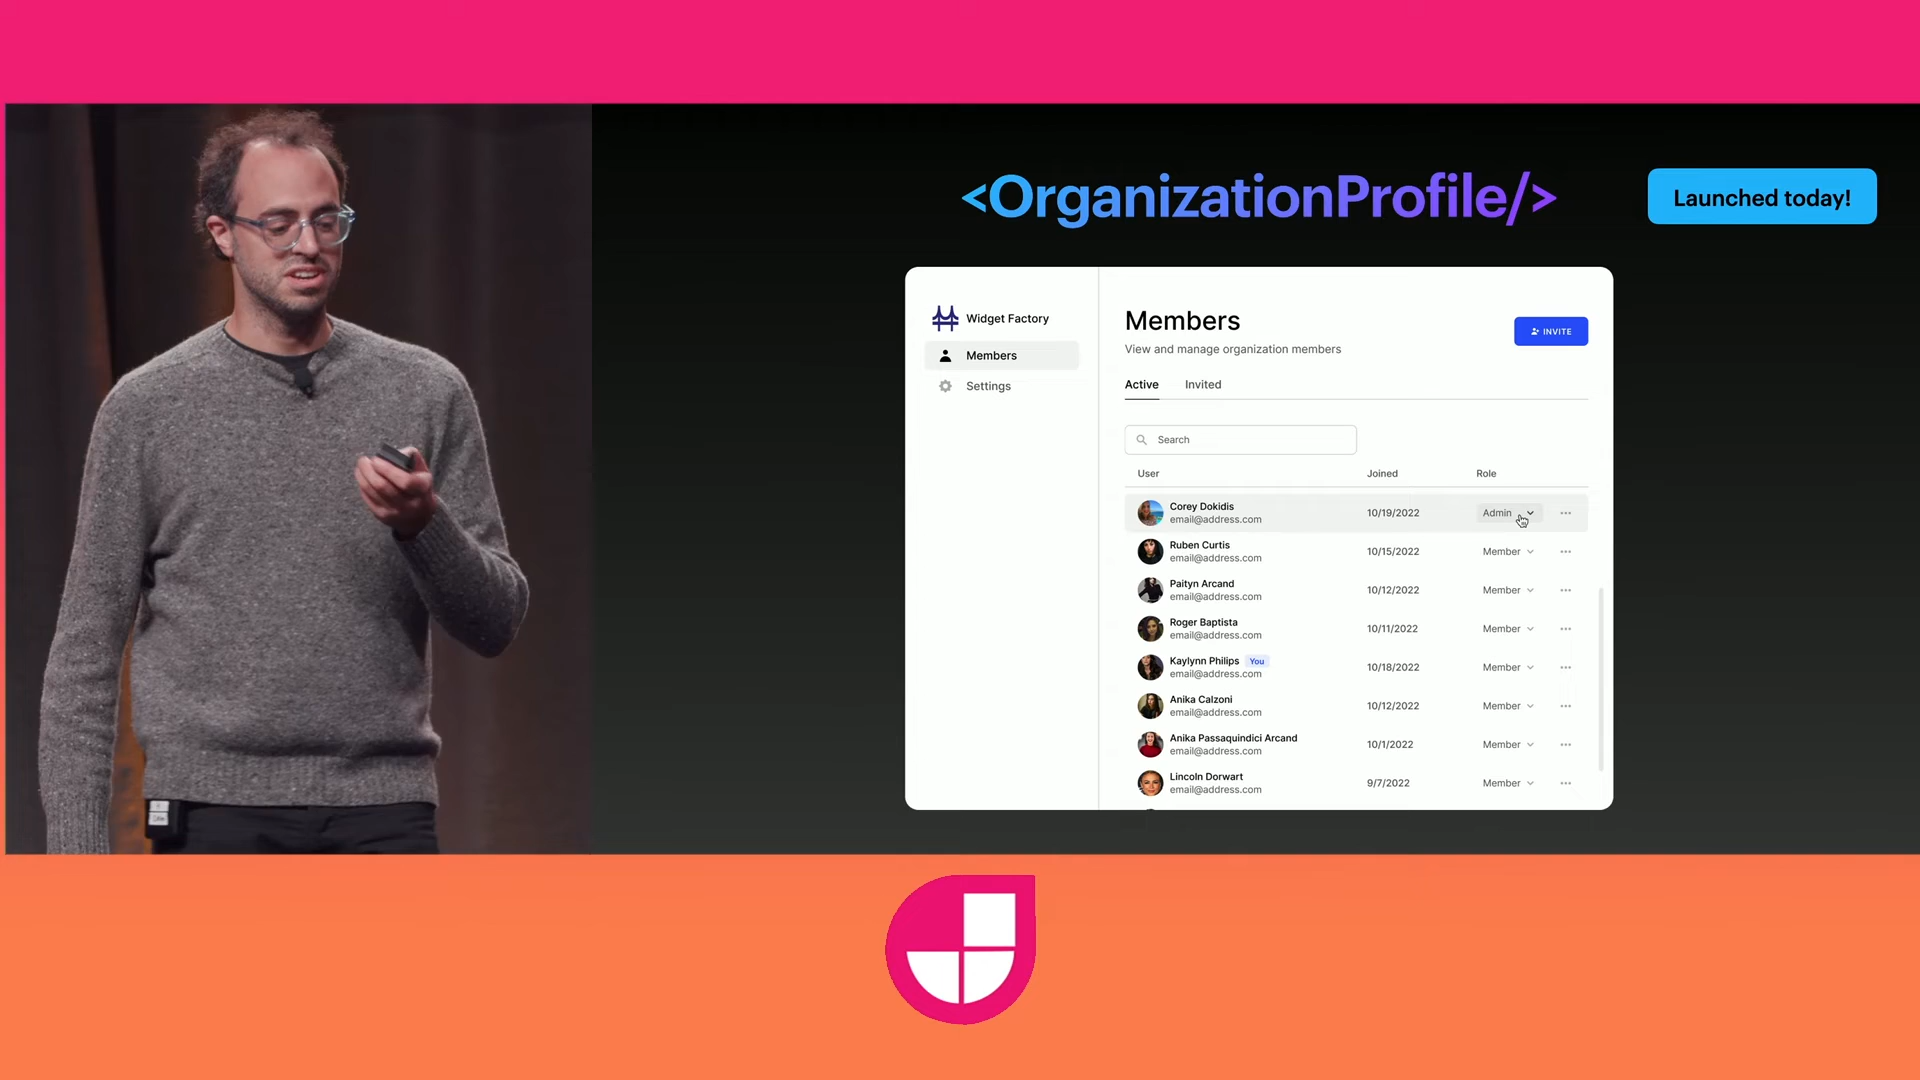 <OrganizationProfile/>
Launched today!
Widget Factory
Members
Settings
Members
View and manage organization members
INVITE
Active Invited
Search
User Joined Role
Corey Dokidis
email@address.com
10/19/2022 Admin
Ruben Curtis
email@address.com
10/15/2022 Member
Paityn Arcand
email@address.com
10/12/2022 Member
Roger Baptista
email@address.com
10/11/2022 Member
Kaylynn Philips You
email@address.com
10/18/2022 Member
Anika Calzoni
email@address.com
10/12/2022 Member
Anika Passaquindici Arcand
email@address.com
10/1/2022 Member
Lincoln Dorwart
email@address.com
9/7/2022 Member